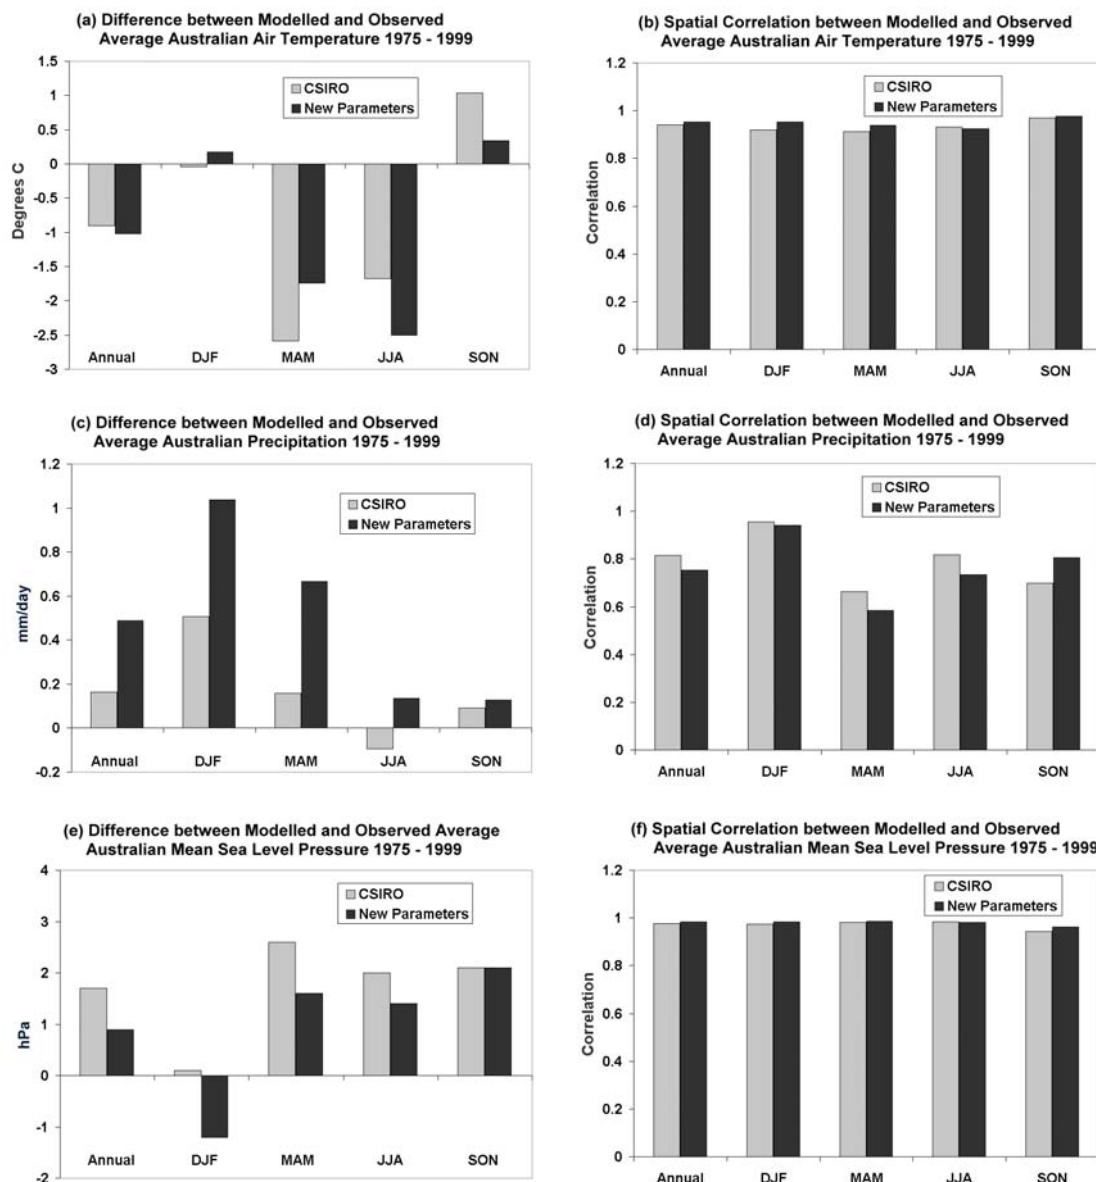 (a) Difference between Modelled and Observed
Average Australian Air Temperature 1975 - 1999
1.5
1
0.5
0
-0.5
-1
-1.5
-2
-2.5
-3
Degrees C
CSIRO
New Parameters
Annual DJF MAM JJA SON
(b) Spatial Correlation between Modelled and Observed
Average Australian Air Temperature 1975 - 1999
1.2
1
0.8
0.6
0.4
0.2
0
Correlation
CSIRO
New Parameters
Annual DJF MAM JJA SON
(c) Difference between Modelled and Observed
Average Australian Precipitation 1975 - 1999
1.2
1
0.8
0.6
0.4
0.2
0
-0.2
mm/day
CSIRO
New Parameters
Annual DJF MAM JJA SON
(d) Spatial Correlation between Modelled and Observed
Average Australian Precipitation 1975 - 1999
1.2
1
0.8
0.6
0.4
0.2
0
Correlation
CSIRO
New Parameters
Annual DJF MAM JJA SON
(e) Difference between Modelled and Observed Average
Australian Mean Sea Level Pressure 1975 - 1999
4
3
2
1
0
-1
-2
hPa
CSIRO
New Parameters
Annual DJF MAM JJA SON
(f) Spatial Correlation between Modelled and Observed
Average Australian Mean Sea Level Pressure 1975 - 1999
1.2
1
0.8
0.6
0.4
0.2
0
Correlation
CSIRO
New Parameters
Annual DJF MAM JJA SON